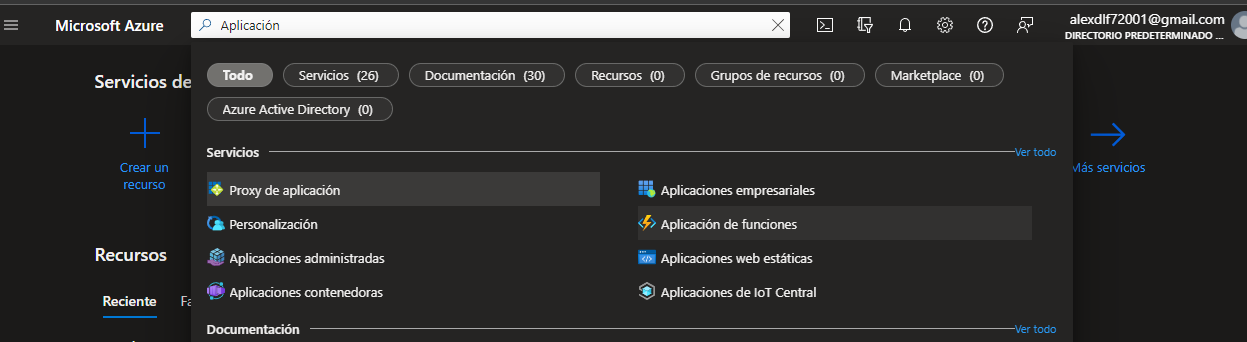 Microsoft Azure Aplicación alexdlf72001@gmail.com
DIRECTORIO PREDETERMINADO ...
Servicios de
Todo Servicios (26) Documentación (30) Recursos (0) Grupos de recursos (0) Marketplace (0)
Azure Active Directory (0)
Crear un
recurso
Servicios Ver todo
Más servicios
Proxy de aplicación Aplicaciones empresariales
Personalización Aplicación de funciones
Aplicaciones administradas Aplicaciones web estáticas
Aplicaciones contenedoras Aplicaciones de IoT Central
Recursos
Reciente Fa
Documentación Ver todo